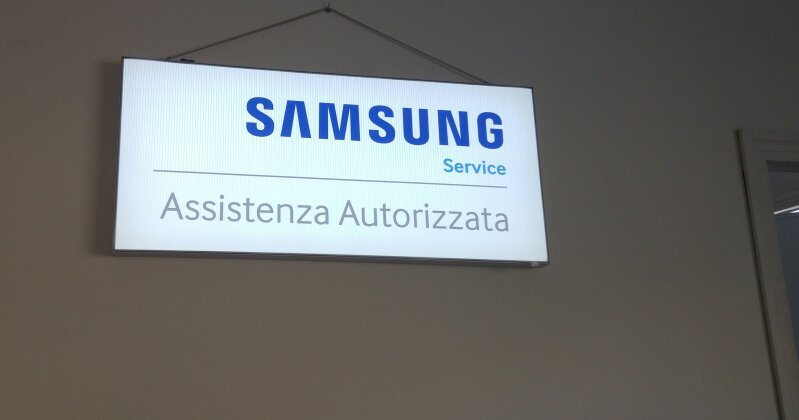 SAMSUNG
Service
Assistenza Autorizzata